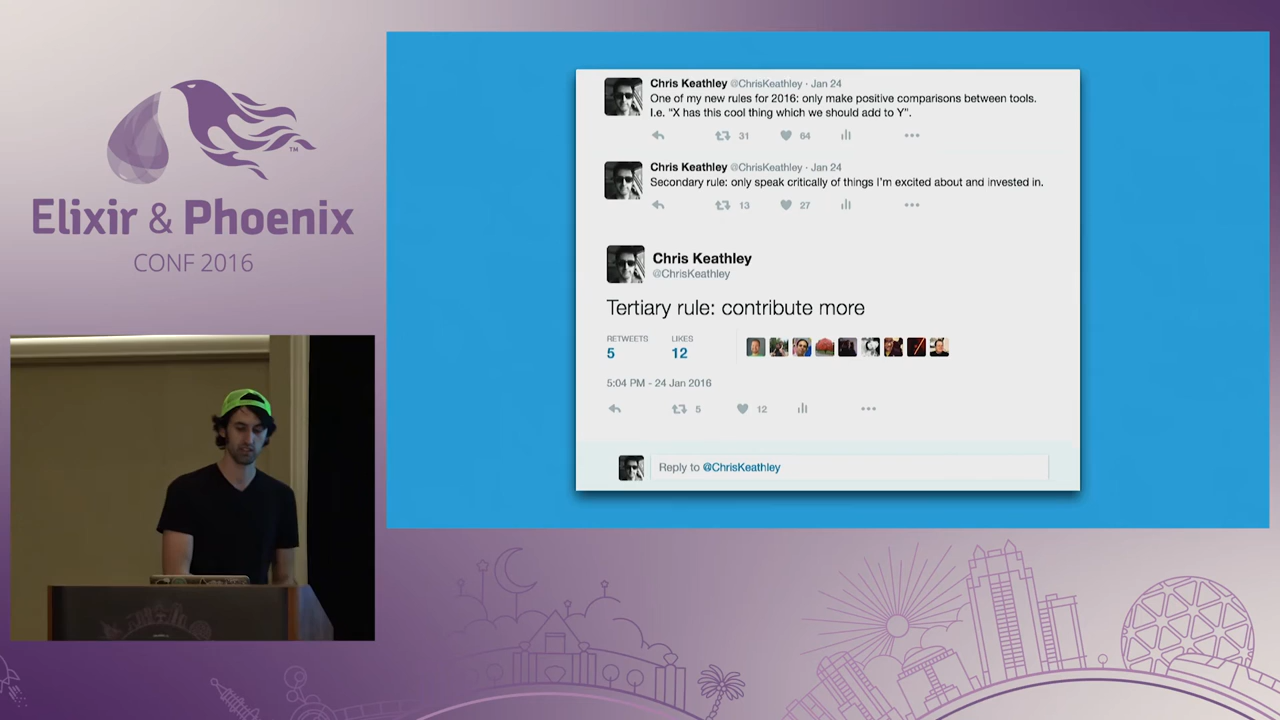 TM
Elixir & Phoenix
CONF 2016
Chris Keathley @ChrisKeathley · Jan 24
One of my new rules for 2016: only make positive comparisons between tools.
I.e. "X has this cool thing which we should add to Y".
31 64
Chris Keathley @ChrisKeathley · Jan 24
Secondary rule: only speak critically of things I'm excited about and invested in.
13 27
Chris Keathley
@ChrisKeathley
Tertiary rule: contribute more
RETWEETS LIKES
5 12
5:04 PM - 24 Jan 2016
5 12
Reply to @ChrisKeathley